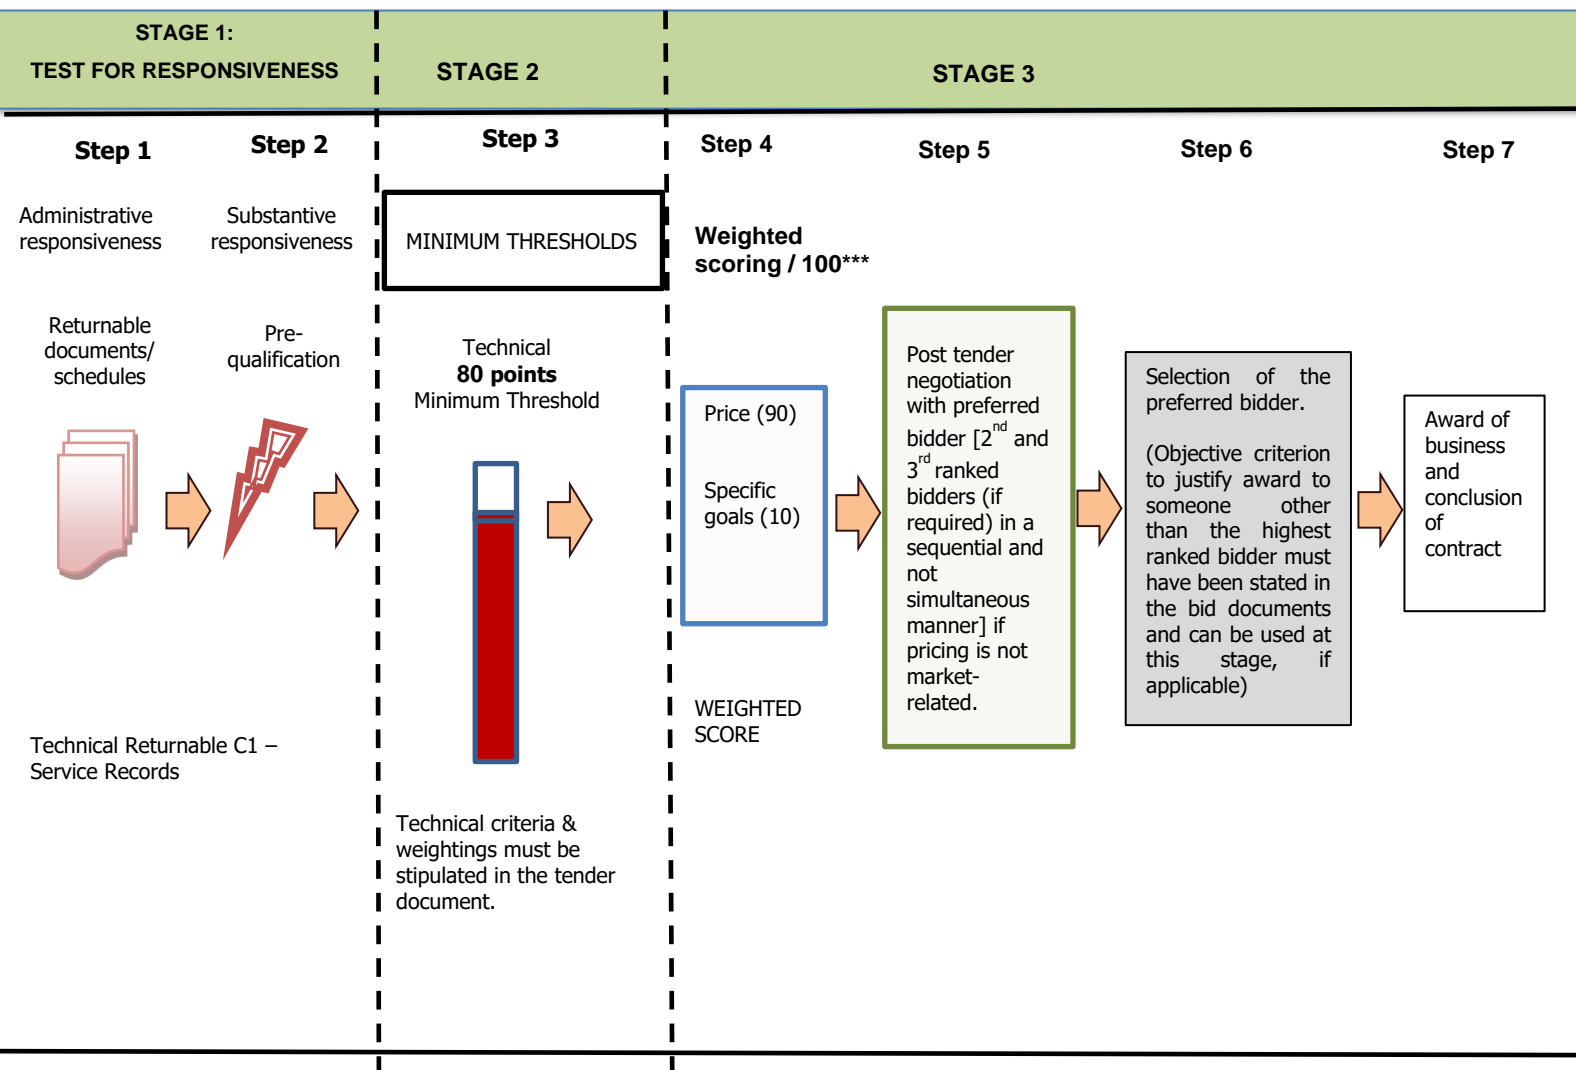 STAGE 1:
TEST FOR RESPONSIVENESS
STAGE 2
STAGE 3
Step 1
Step 2
Step 3
Step 4
Step 5
Step 6
Step 7
Administrative
responsiveness
Substantive
responsiveness
MINIMUM THRESHOLDS
Weighted
scoring / 100***
Returnable
documents/
schedules
Pre-
qualification
Technical
80 points
Minimum Threshold
Price (90)
Specific
goals (10)
WEIGHTED
SCORE
Post tender
negotiation
with preferred
bidder [2nd and
3rd ranked
bidders (if
required) in a
sequential and
not
simultaneous
manner] if
pricing is not
market-
related.
Selection of the
preferred bidder.
(Objective criterion
to justify award to
someone other
than the highest
ranked bidder must
have been stated in
the bid documents
and can be used at
this stage, if
applicable)
Award of
business
and
conclusion
of
contract
Technical Returnable C1 –
Service Records
Technical criteria &
weightings must be
stipulated in the tender
document.